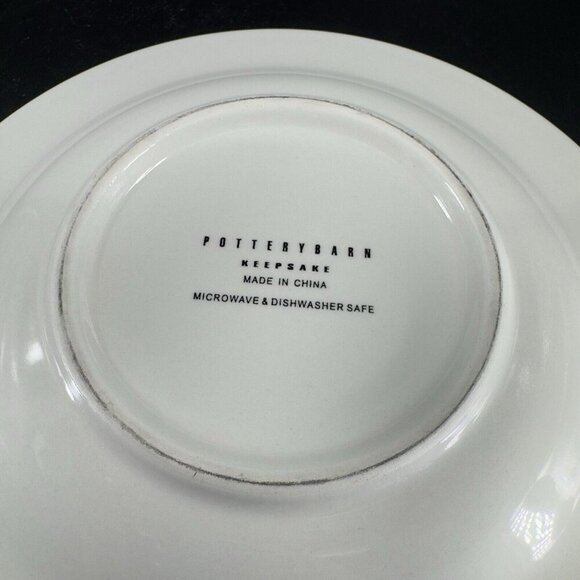 POTTERYBARN
KEEPSAKE
MADE IN CHINA
MICROWAVE & DISHWASHER SAFE